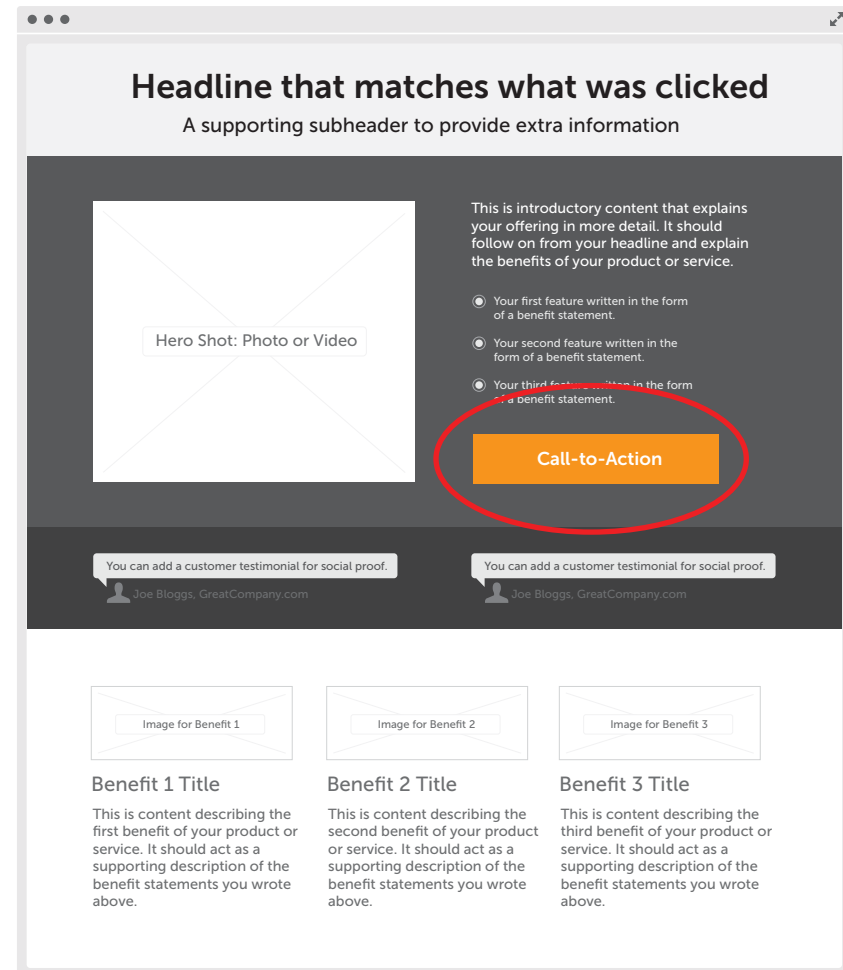 Headline that matches what was clicked
A supporting subheader to provide extra information
Hero Shot: Photo or Video
This is introductory content that explains
your offering in more detail. It should
follow on from your headline and explain
the benefits of your product or service.
Your first feature written in the form
of a benefit statement.
Your second feature written in the
form of a benefit statement.
Your third feature written in the form
of a benefit statement.
Call-to-Action
You can add a customer testimonial for social proof.
Joe Bloggs, GreatCompany.com
You can add a customer testimonial for social proof.
Joe Bloggs, GreatCompany.com
Image for Benefit 1
Benefit 1 Title
This is content describing the
first benefit of your product or
service. It should act as a
supporting description of the
benefit statements you wrote
above.
Image for Benefit 2
Benefit 2 Title
This is content describing the
second benefit of your product
or service. It should act as a
supporting description of the
benefit statements you wrote
above.
Image for Benefit 3
Benefit 3 Title
This is content describing the
third benefit of your product or
service. It should act as a
supporting description of the
benefit statements you wrote
above.